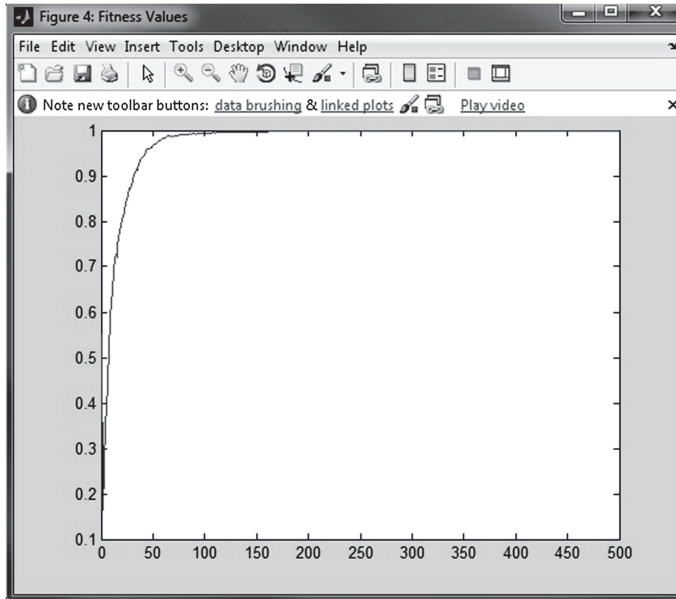 Figure 4: Fitness Values
File Edit View Insert Tools Desktop Window Help
Note new toolbar buttons: data brushing & linked plots Play video
1
0.9
0.8
0.7
0.6
0.5
0.4
0.3
0.2
0.1
0 50 100 150 200 250 300 350 400 450 500